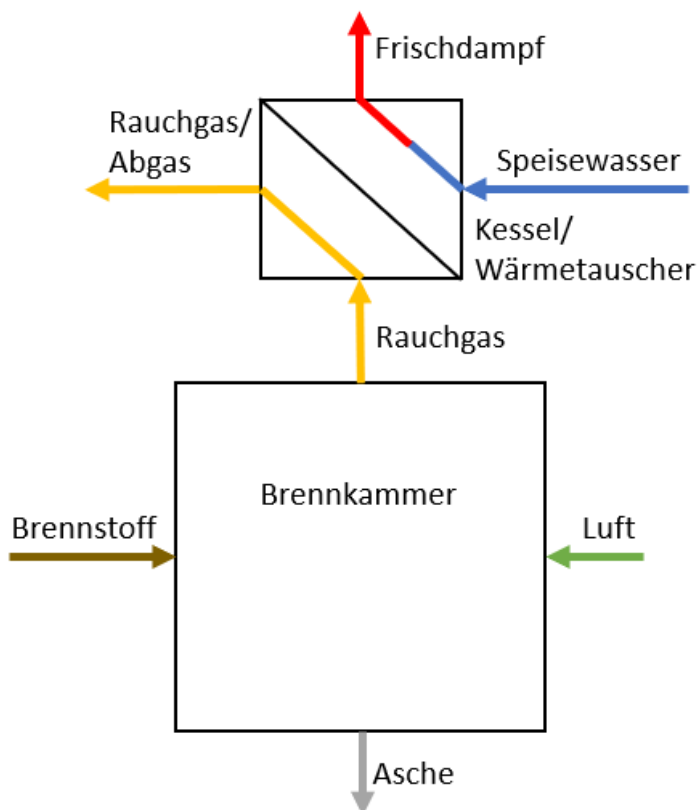 Frischdampf
Rauchgas/
Abgas
Speisewasser
Kessel/
Wärmetauscher
Rauchgas
Brennkammer
Brennstoff
Luft
Asche